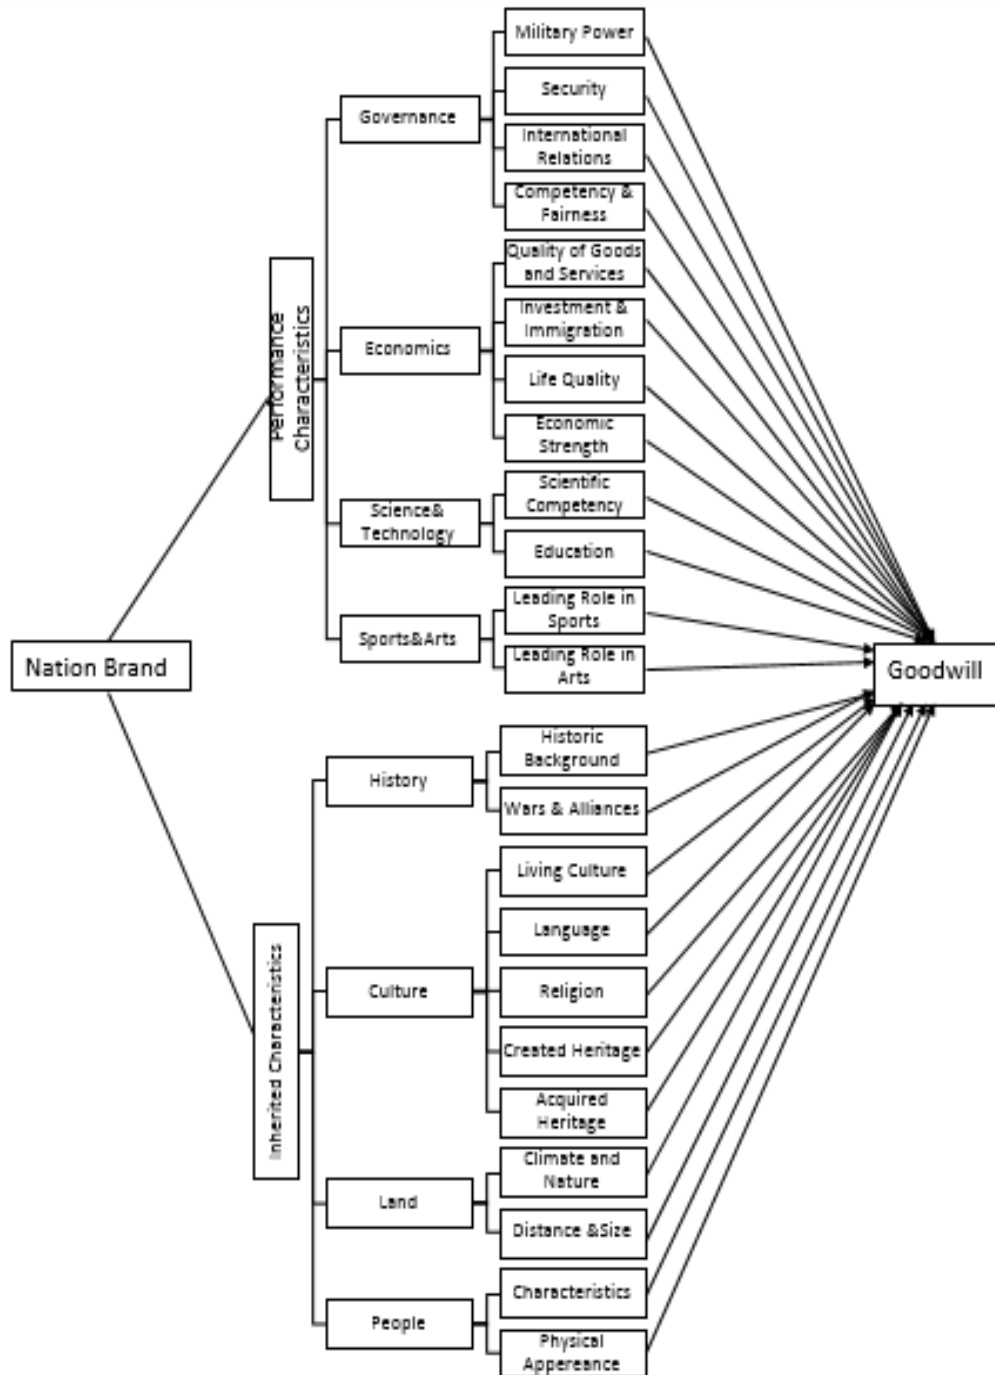 Military Power
Security
International
Relations
Competency &
Fairness
Governance
Quality of Goods
and Services
Investment &
Immigration
Life Quality
Economic
Strength
Economics
Performance
Characteristics
Scientific
Competency
Education
Science&
Technology
Leading Role in
Sports
Leading Role in
Arts
Sports&Arts
Nation Brand
Goodwill
Historic
Background
Wars & Alliances
History
Living Culture
Language
Religion
Created Heritage
Acquired
Heritage
Culture
Inherited Characteristics
Climate and
Nature
Distance &Size
Land
Characteristics
Physical
Appereance
People